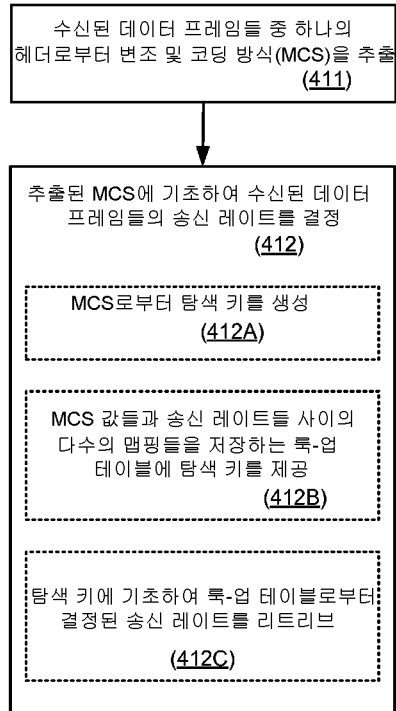 수신된 데이터 프레임들 중 하나의
헤더로부터 변조 및 코딩 방식(MCS)을 추출
(411)
추출된 MCS에 기초하여 수신된 데이터
프레임들의 송신 레이트를 결정
(412)
MCS로부터 탐색 키를 생성
(412A)
MCS 값들과 송신 레이트들 사이의
다수의 맵핑들을 저장하는 룩-업
테이블에 탐색 키를 제공
(412B)
탐색 키에 기초하여 룩-업 테이블로부터
결정된 송신 레이트를 리트리브
(412C)